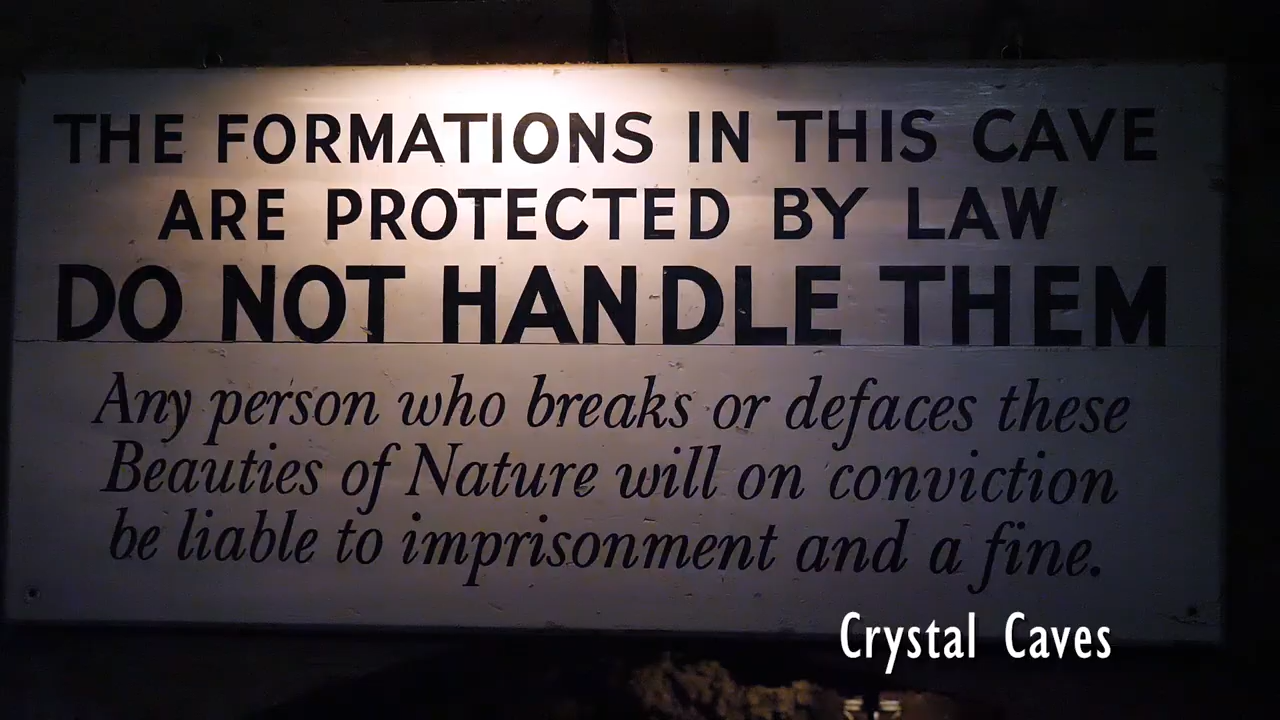 THE FORMATIONS IN THIS CAVE
ARE PROTECTED BY LAW
DO NOT HANDLE THEM
Any person who breaks or defaces these
Beauties of Nature will on conviction
be liable to imprisonment and a fine.
Crystal Caves